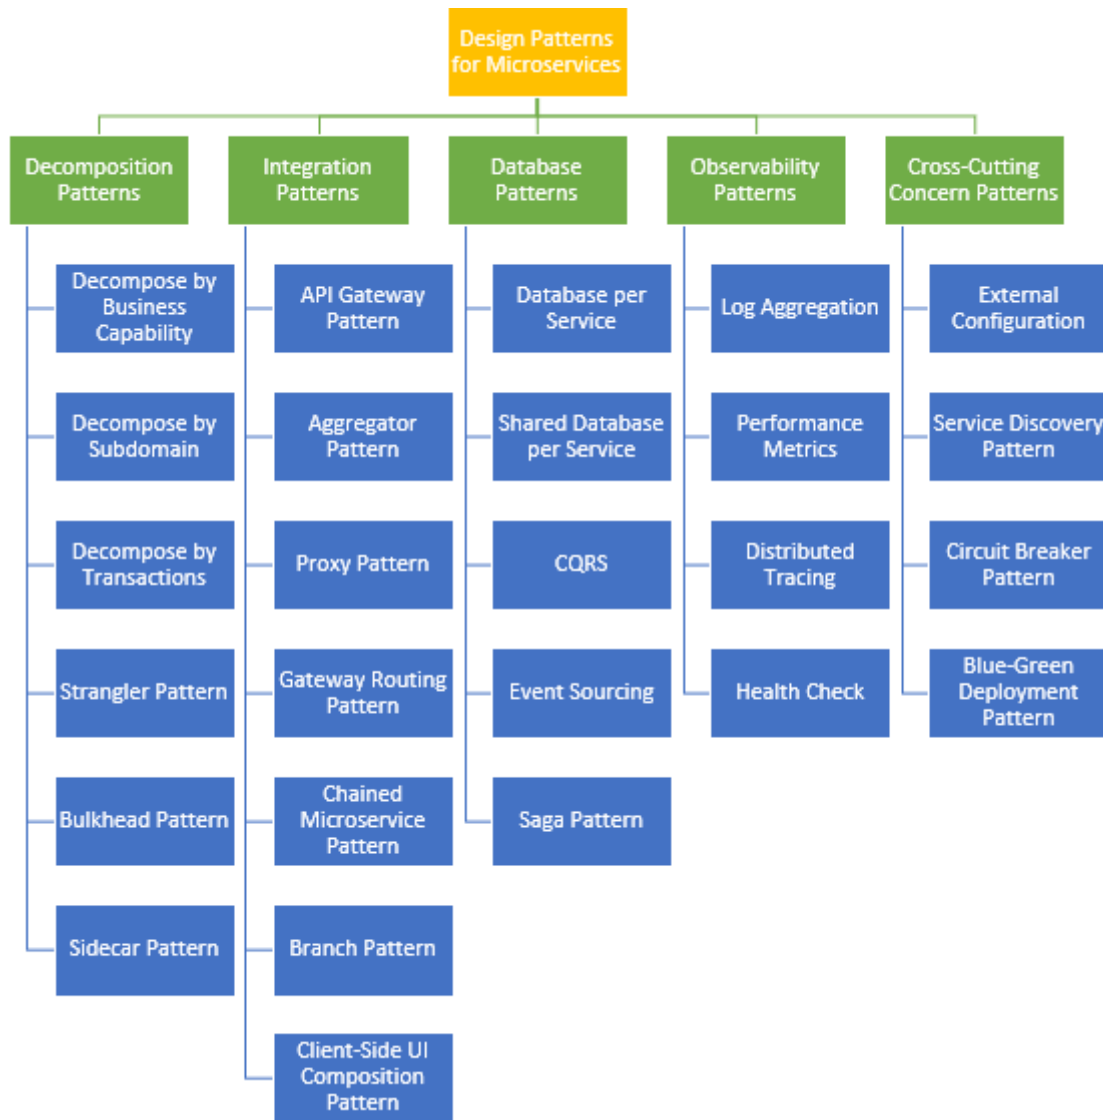 Design Patterns
for Microservices
Decomposition
Patterns
Integration
Patterns
Database
Patterns
Observability
Patterns
Cross-Cutting
Concern Patterns
Decompose by
Business
Capability
Decompose by
Subdomain
Decompose by
Transactions
Strangler Pattern
Bulkhead Pattern
Sidecar Pattern
API Gateway
Pattern
Aggregator
Pattern
Proxy Pattern
Gateway Routing
Pattern
Chained
Microservice
Pattern
Branch Pattern
Client-Side UI
Composition
Pattern
Database per
Service
Shared Database
per Service
CQRS
Event Sourcing
Saga Pattern
Log Aggregation
Performance
Metrics
Distributed
Tracing
Health Check
External
Configuration
Service Discovery
Pattern
Circuit Breaker
Pattern
Blue-Green
Deployment
Pattern